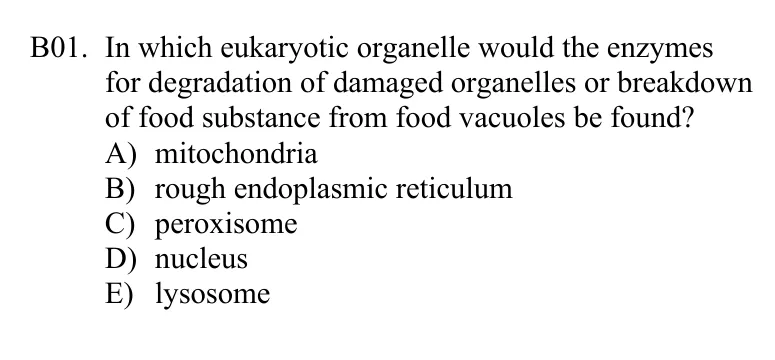 B01. In which eukaryotic organelle would the enzymes
for degradation of damaged organelles or breakdown
of food substance from food vacuoles be found?
A) mitochondria
B) rough endoplasmic reticulum
C) peroxisome
D) nucleus
E) lysosome